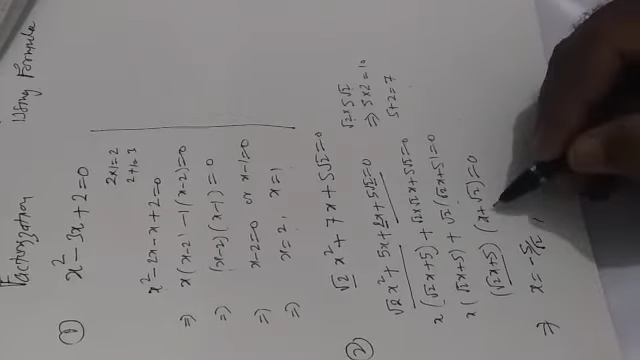 Factorization
Using Formula
(1) x² - 3x + 2 = 0
2×1=2
2+1=3
x² - 2x - x + 2 = 0
⇒ x(x-2) - 1(x-2) = 0
⇒ (x-2)(x-1) = 0
⇒ x-2=0 or x-1=0
⇒ x=2, x=1
(2) √2 x² + 7x + 5√2 = 0
√2×5√2
⇒ 5×2=10
5+2=7
√2 x² + 5x + 2x + 5√2 = 0
x(√2x+5) + √2×√2x + 5√2 = 0
x(√2x+5) + √2(√2x+5) = 0
(√2x+5)(x+√2) = 0
⇒ x = -5/√2,